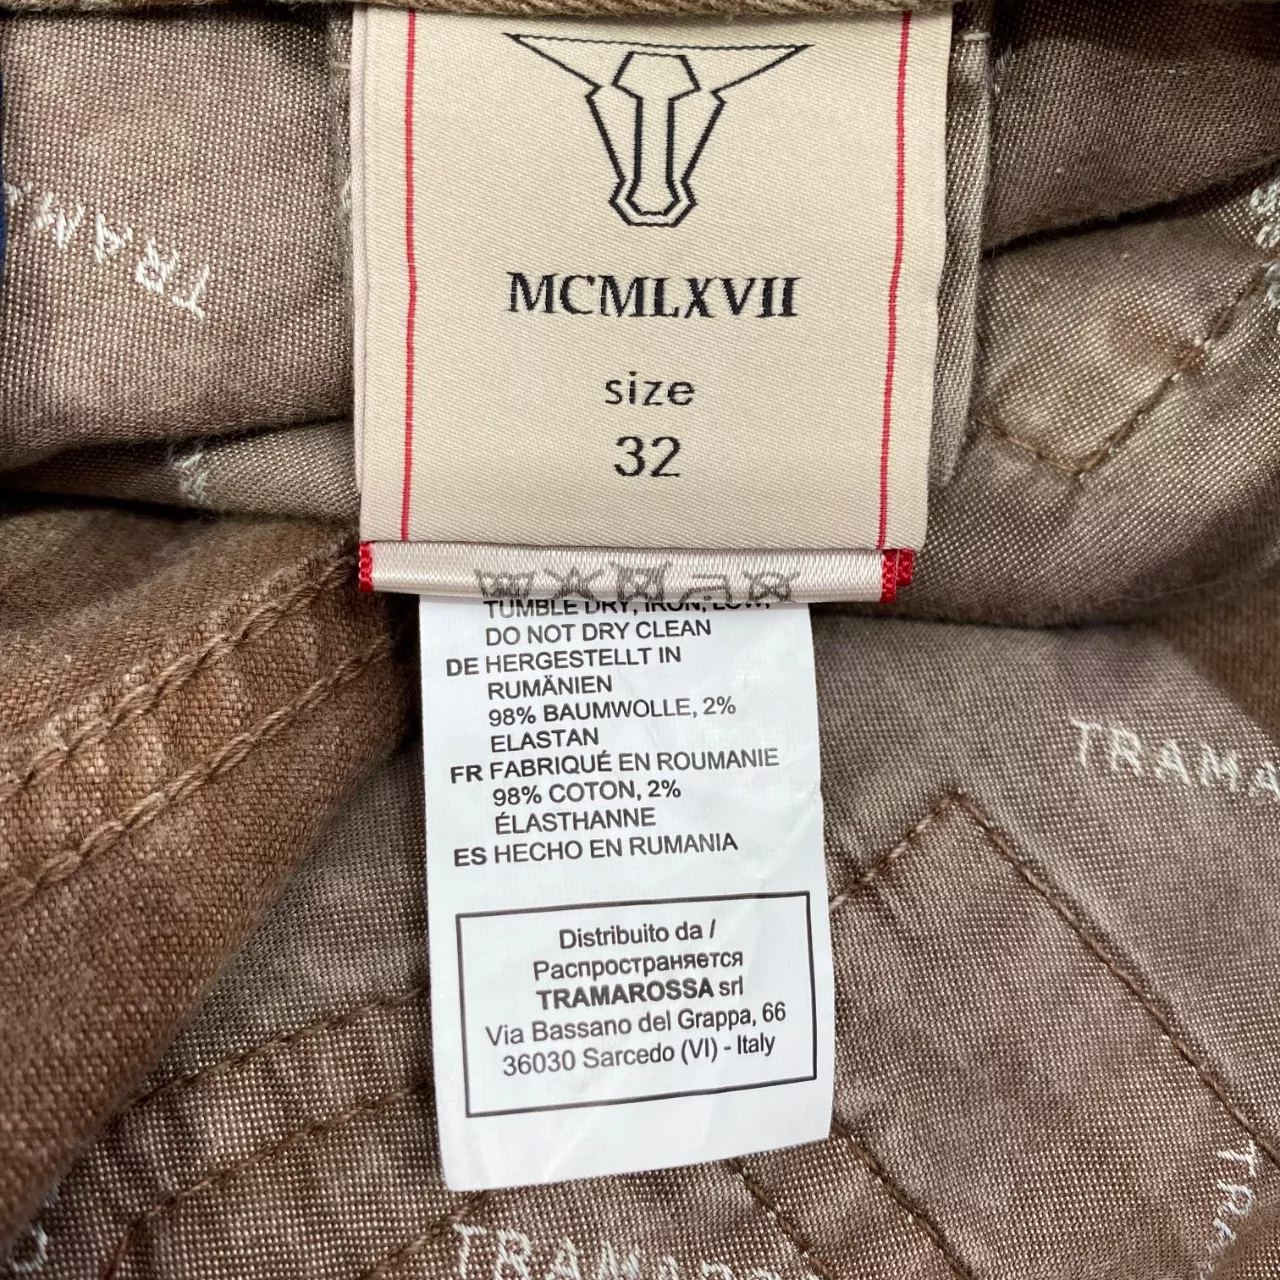 MCMLXVII
size
32
TUMBLE DRY, IRON, LOW,
DO NOT DRY CLEAN
DE HERGESTELLT IN
RUMÄNIEN
98% BAUMWOLLE, 2%
ELASTAN
FR FABRIQUÉ EN ROUMANIE
98% COTON, 2%
ÉLASTHANNE
ES HECHO EN RUMANIA
Distribuito da /
Распространяется
TRAMAROSSA srl
Via Bassano del Grappa, 66
36030 Sarcedo (VI) - Italy
TRAM
TRAMA
TRAMA